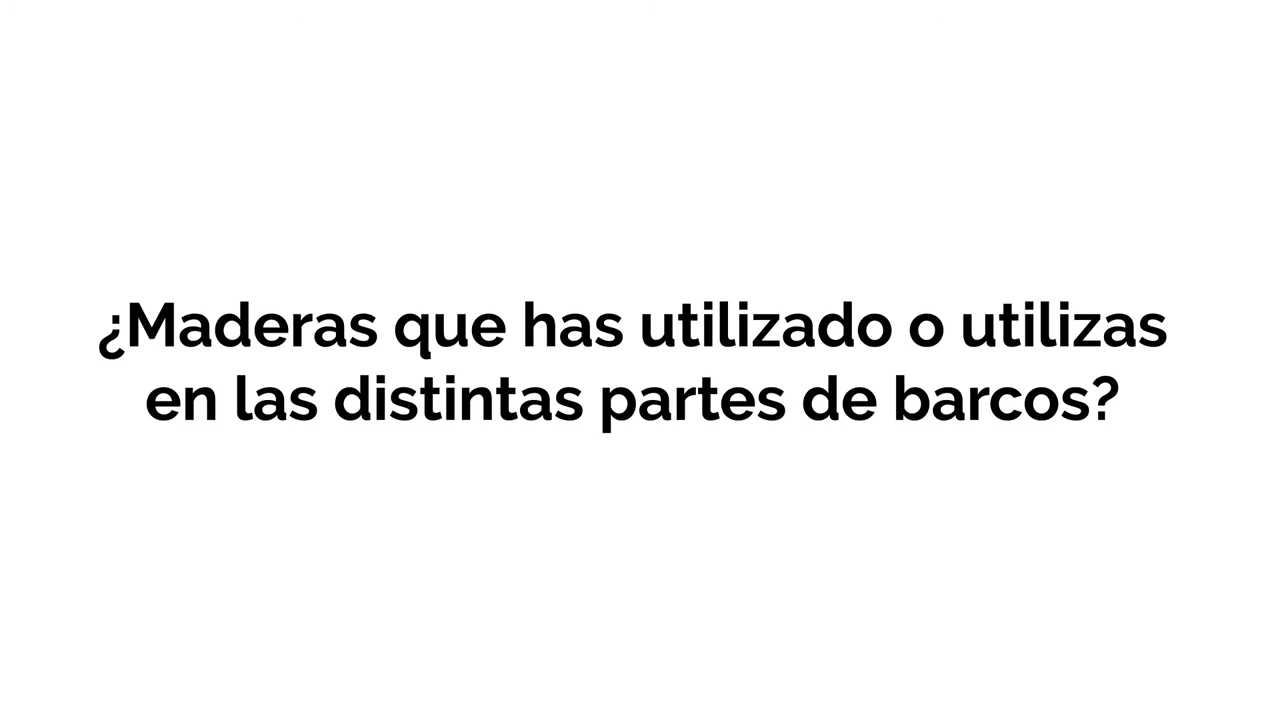 ¿Maderas que has utilizado o utilizas
en las distintas partes de barcos?